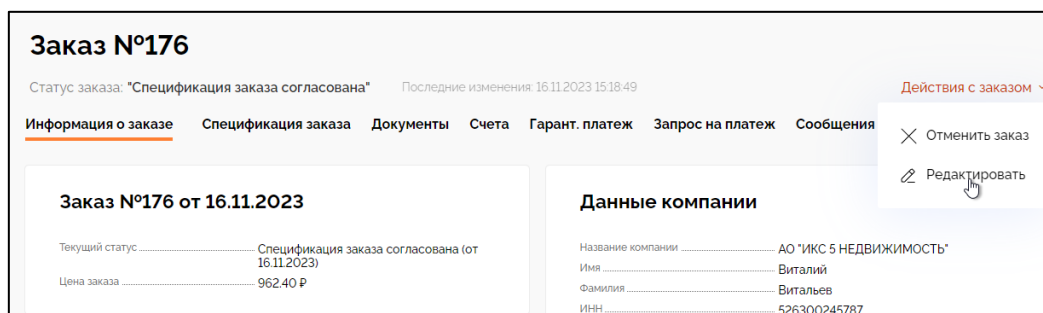 Заказ №176
Статус заказа: "Спецификация заказа согласована" Последние изменения: 16.11.2023 15:18:49 Действия с заказом
Информация о заказе Спецификация заказа Документы Счета Гарант. платеж Запрос на платеж Сообщения
Отменить заказ
Редактировать
Заказ №176 от 16.11.2023
Текущий статус Спецификация заказа согласована (от
16.11.2023)
Цена заказа 962.40 ₽
Данные компании
Название компании АО "ИКС 5 НЕДВИЖИМОСТЬ"
Имя Виталий
Фамилия Витальев
ИНН 526300245787